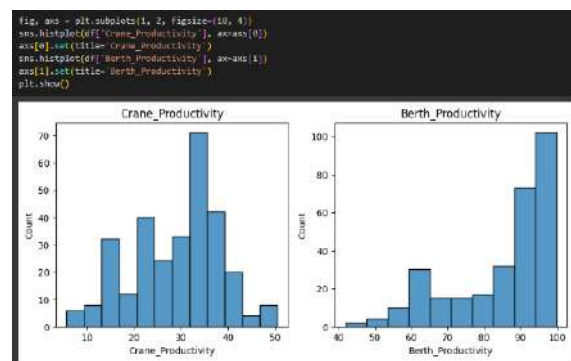 fig, axs = plt.subplots(1, 2, figsize=(10, 4))
sns.histplot(df['Crane_Productivity'], ax=axs[0])
axs[0].set(title='Crane_Productivity')
sns.histplot(df['Berth_Productivity'], ax=axs[1])
axs[1].set(title='Berth_Productivity')
plt.show()
Crane_Productivity
70
60
50
40
30
20
10
0
Count
0 10 20 30 40 50
Crane_Productivity
Berth_Productivity
100
80
60
40
20
0
Count
40 50 60 70 80 90 100
Berth_Productivity